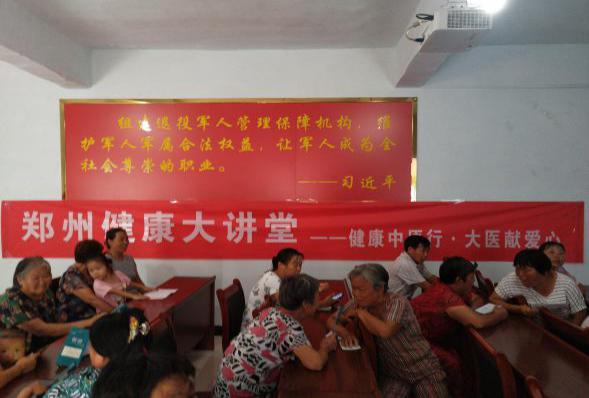 组建退役军人管理保障机构，维
护军人军属合法权益，让军人成为全
社会尊崇的职业。
——习近平
郑州健康大讲堂 ——健康中原行·大医献爱心